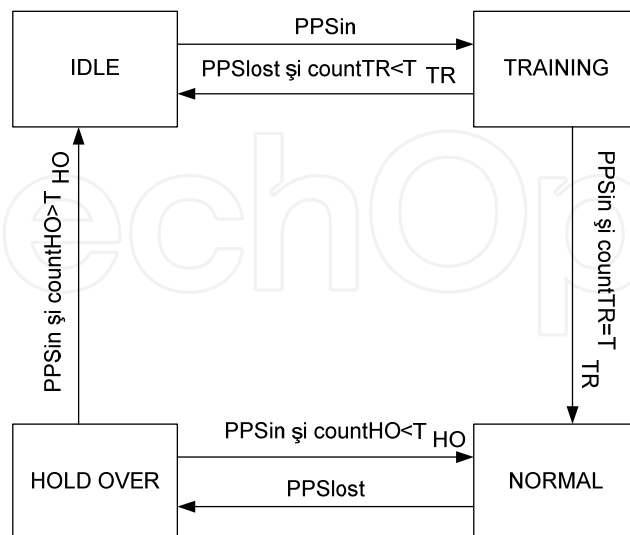 PPSin
IDLE
TRAINING
PPSlost şi countTR<T TR
PPSin şi countHO>T HO
echOp
PPSin şi countTR=T TR
PPSin şi countHO<T HO
HOLD OVER
NORMAL
PPSlost